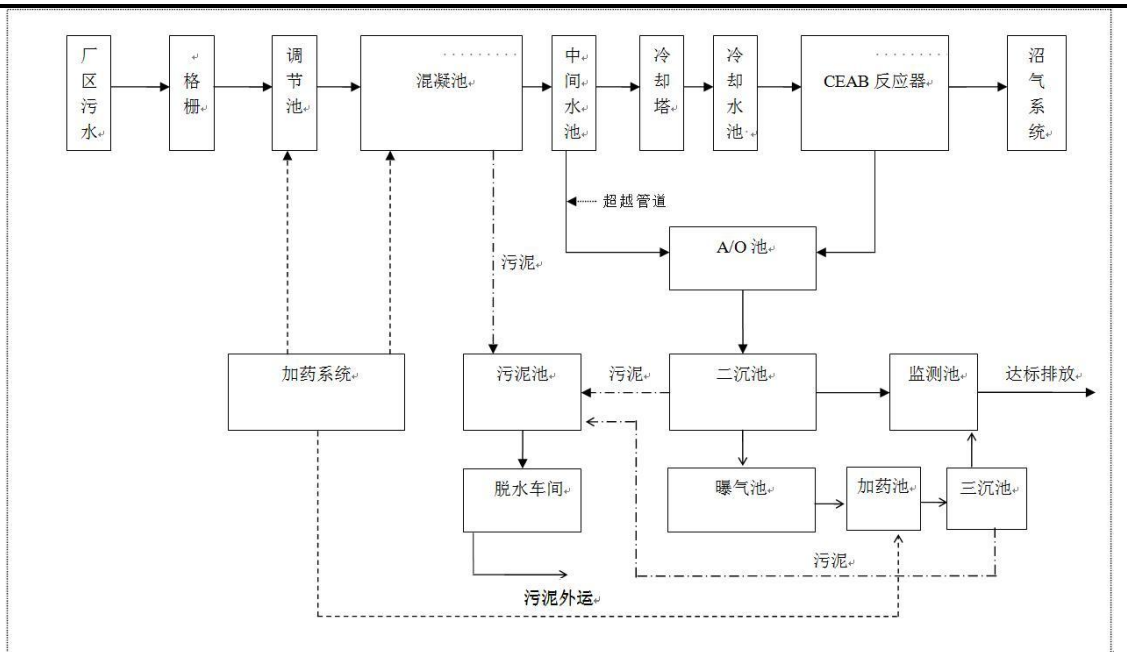 厂区污水
格栅
调节池
混凝池
中间水池
冷却塔
冷却水池
CEAB 反应器
沼气系统
超越管道
A/O 池
污泥
加药系统
污泥池
污泥
二沉池
监测池
达标排放
脱水车间
曝气池
加药池
三沉池
污泥
污泥外运